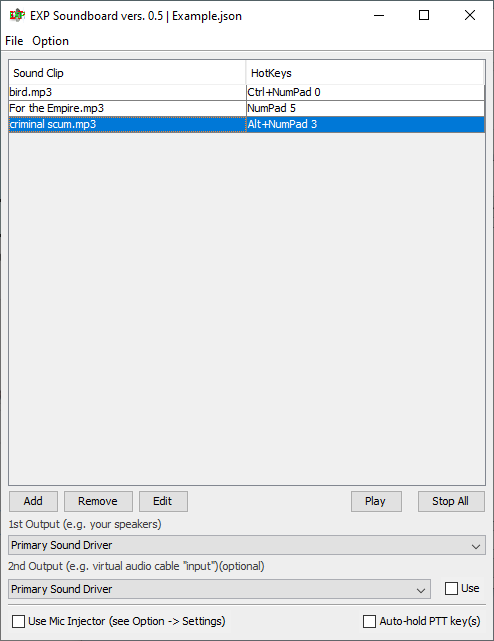 EXP Soundboard vers. 0.5 | Example.json
File Option
Sound Clip HotKeys
bird.mp3 Ctrl+NumPad 0
For the Empire.mp3 NumPad 5
criminal scum.mp3 Alt+NumPad 3
Add Remove Edit Play Stop All
1st Output (e.g. your speakers)
Primary Sound Driver
2nd Output (e.g. virtual audio cable "input")(optional)
Primary Sound Driver Use
Use Mic Injector (see Option -> Settings) Auto-hold PTT key(s)